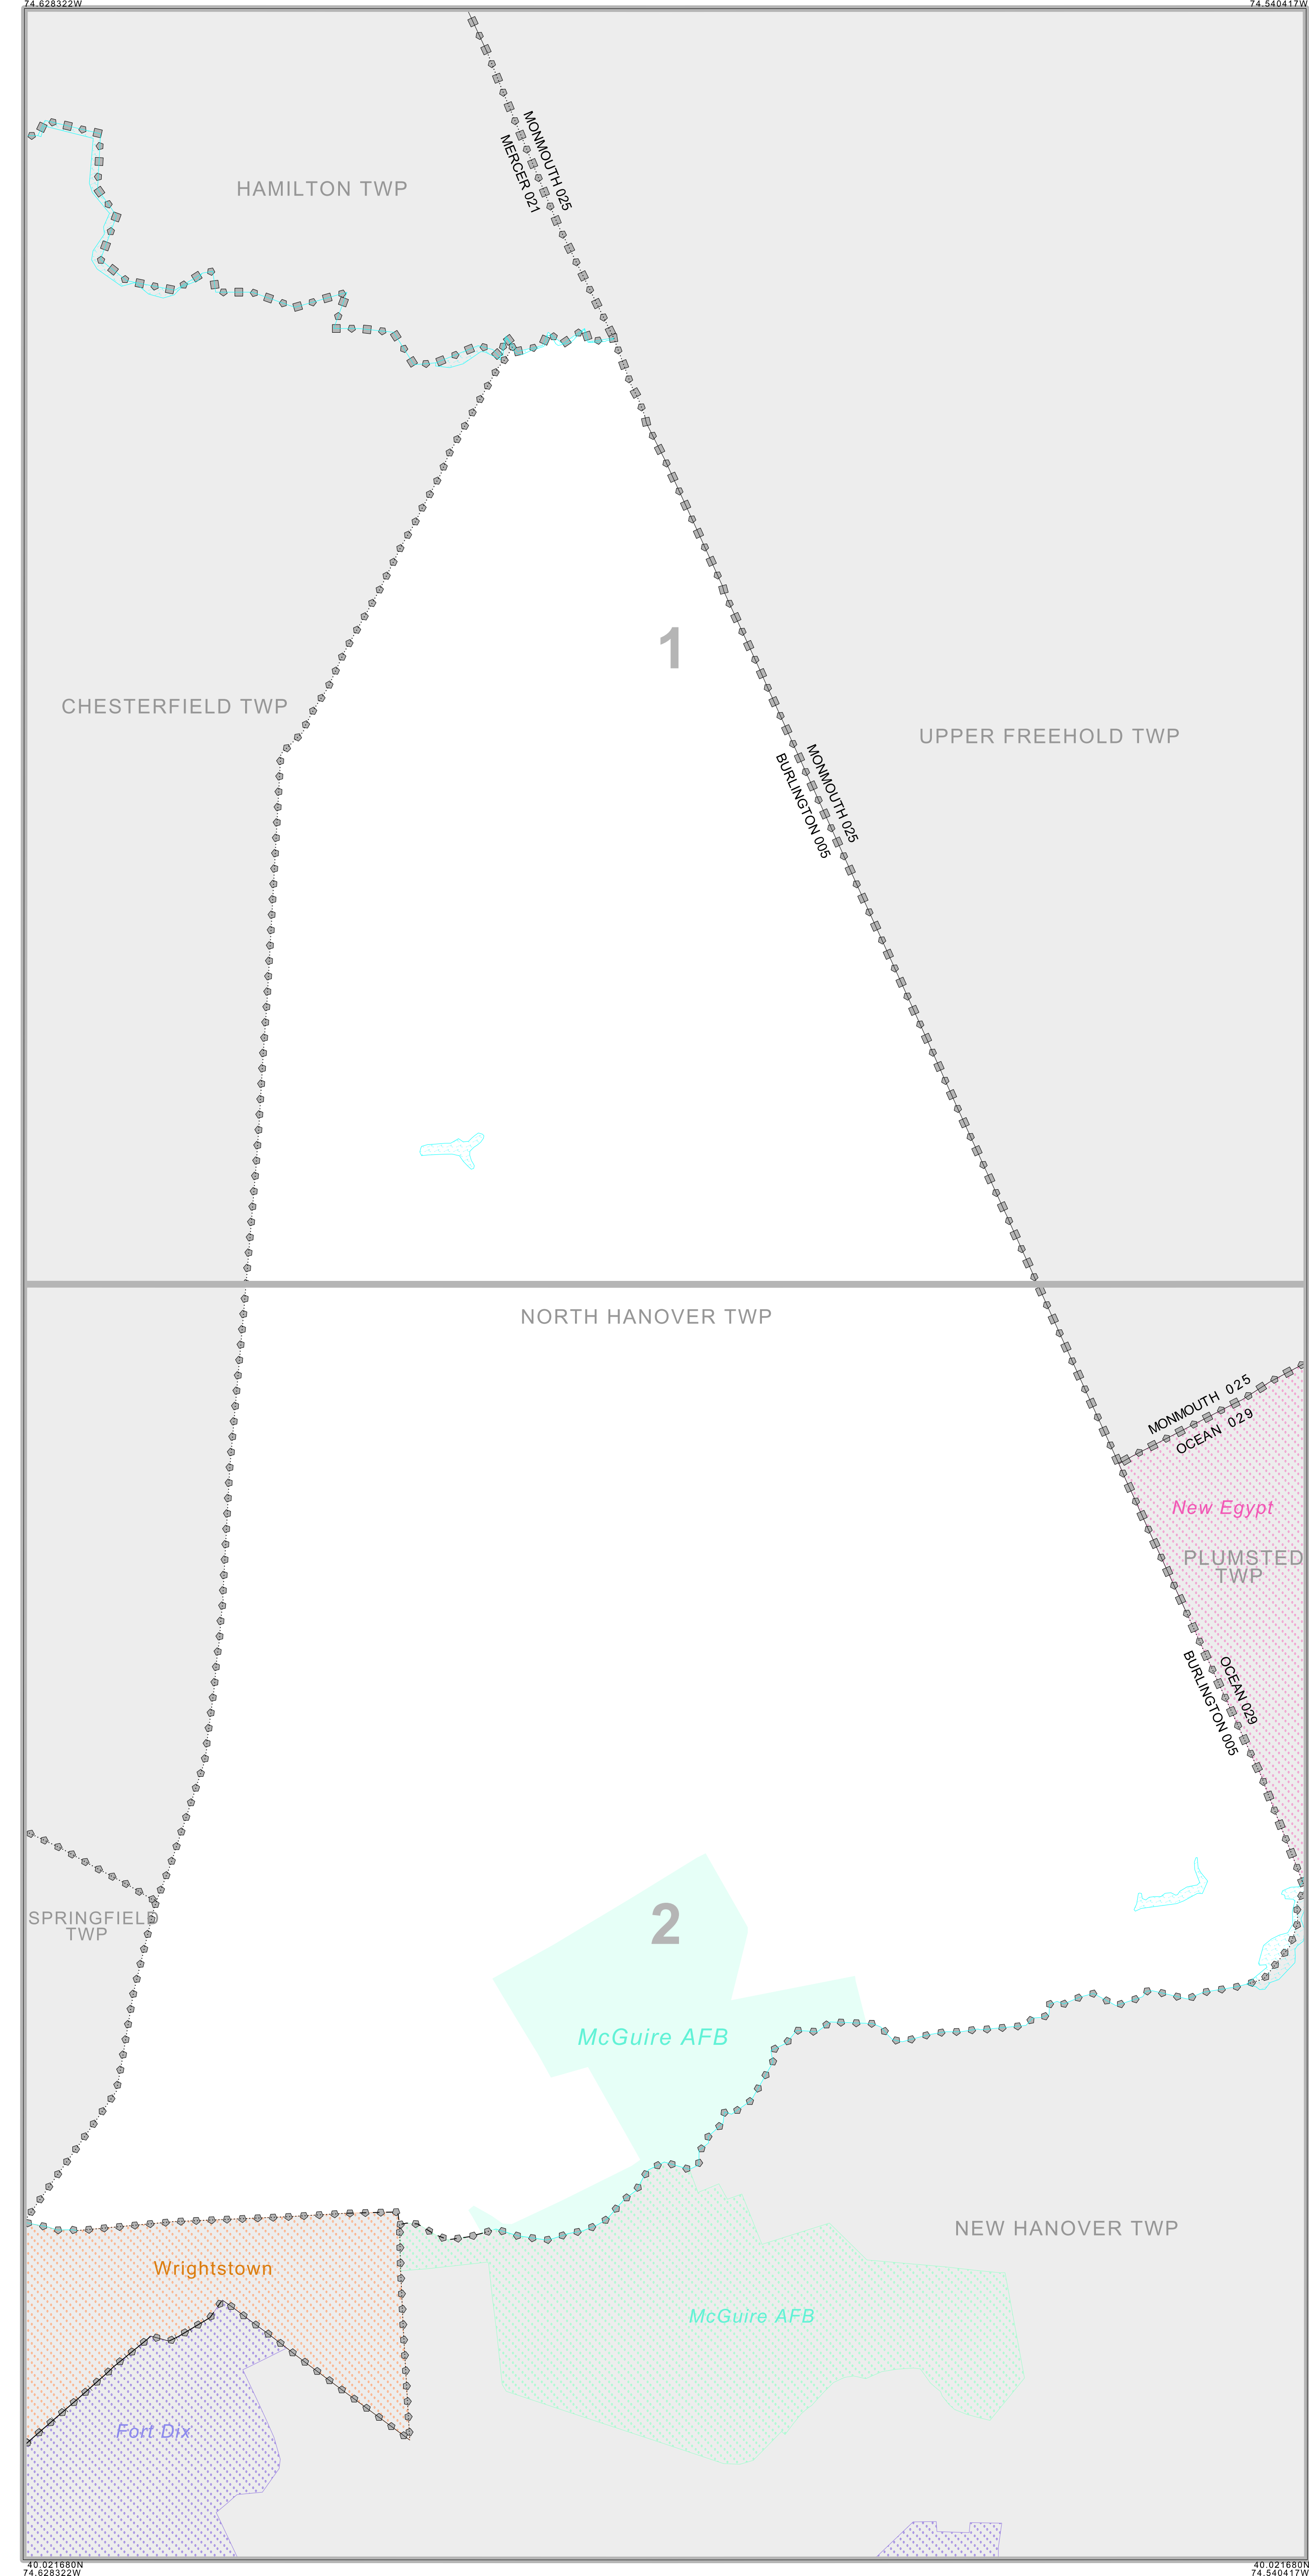 74.628322W
74.540417W
MONMOUTH 025
MERCER 021
HAMILTON TWP
1
CHESTERFIELD TWP
UPPER FREEHOLD TWP
MONMOUTH 025
BURLINGTON 005
NORTH HANOVER TWP
MONMOUTH 025
OCEAN 029
New Egypt
PLUMSTED
TWP
OCEAN 029
BURLINGTON 005
2
SPRINGFIELD
TWP
McGuire AFB
NEW HANOVER TWP
Wrightstown
McGuire AFB
Fort Dix
40.021680N
74.628322W
40.021680N
74.540417W